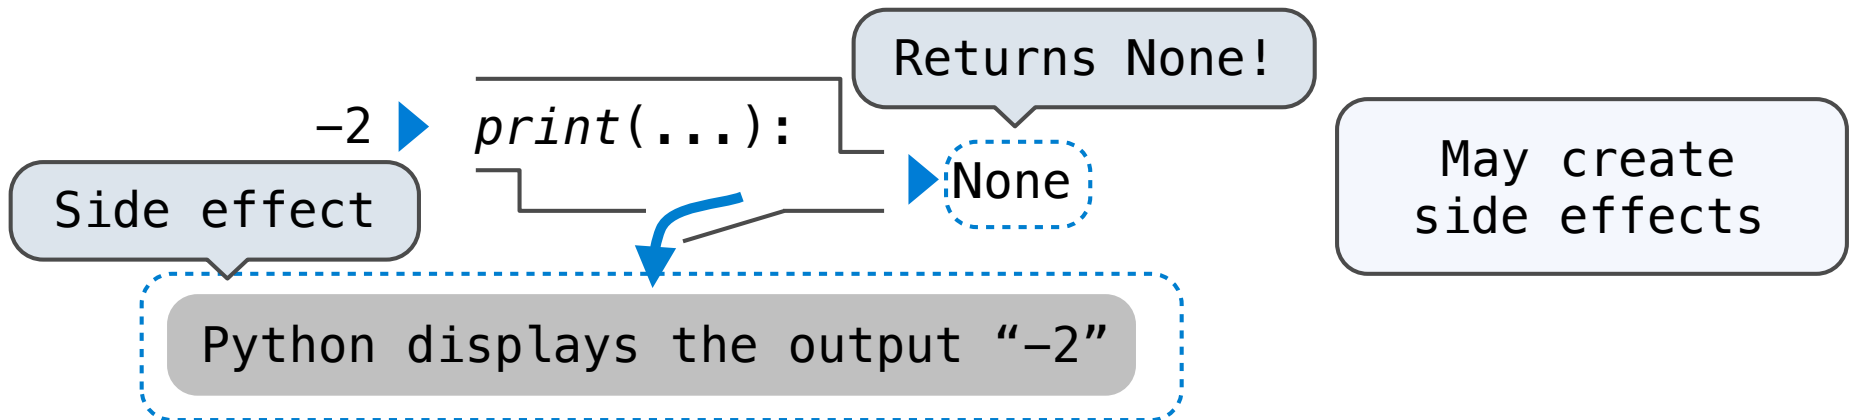 Returns None!
−2 print(...):
None
May create
side effects
Side effect
Python displays the output “−2”